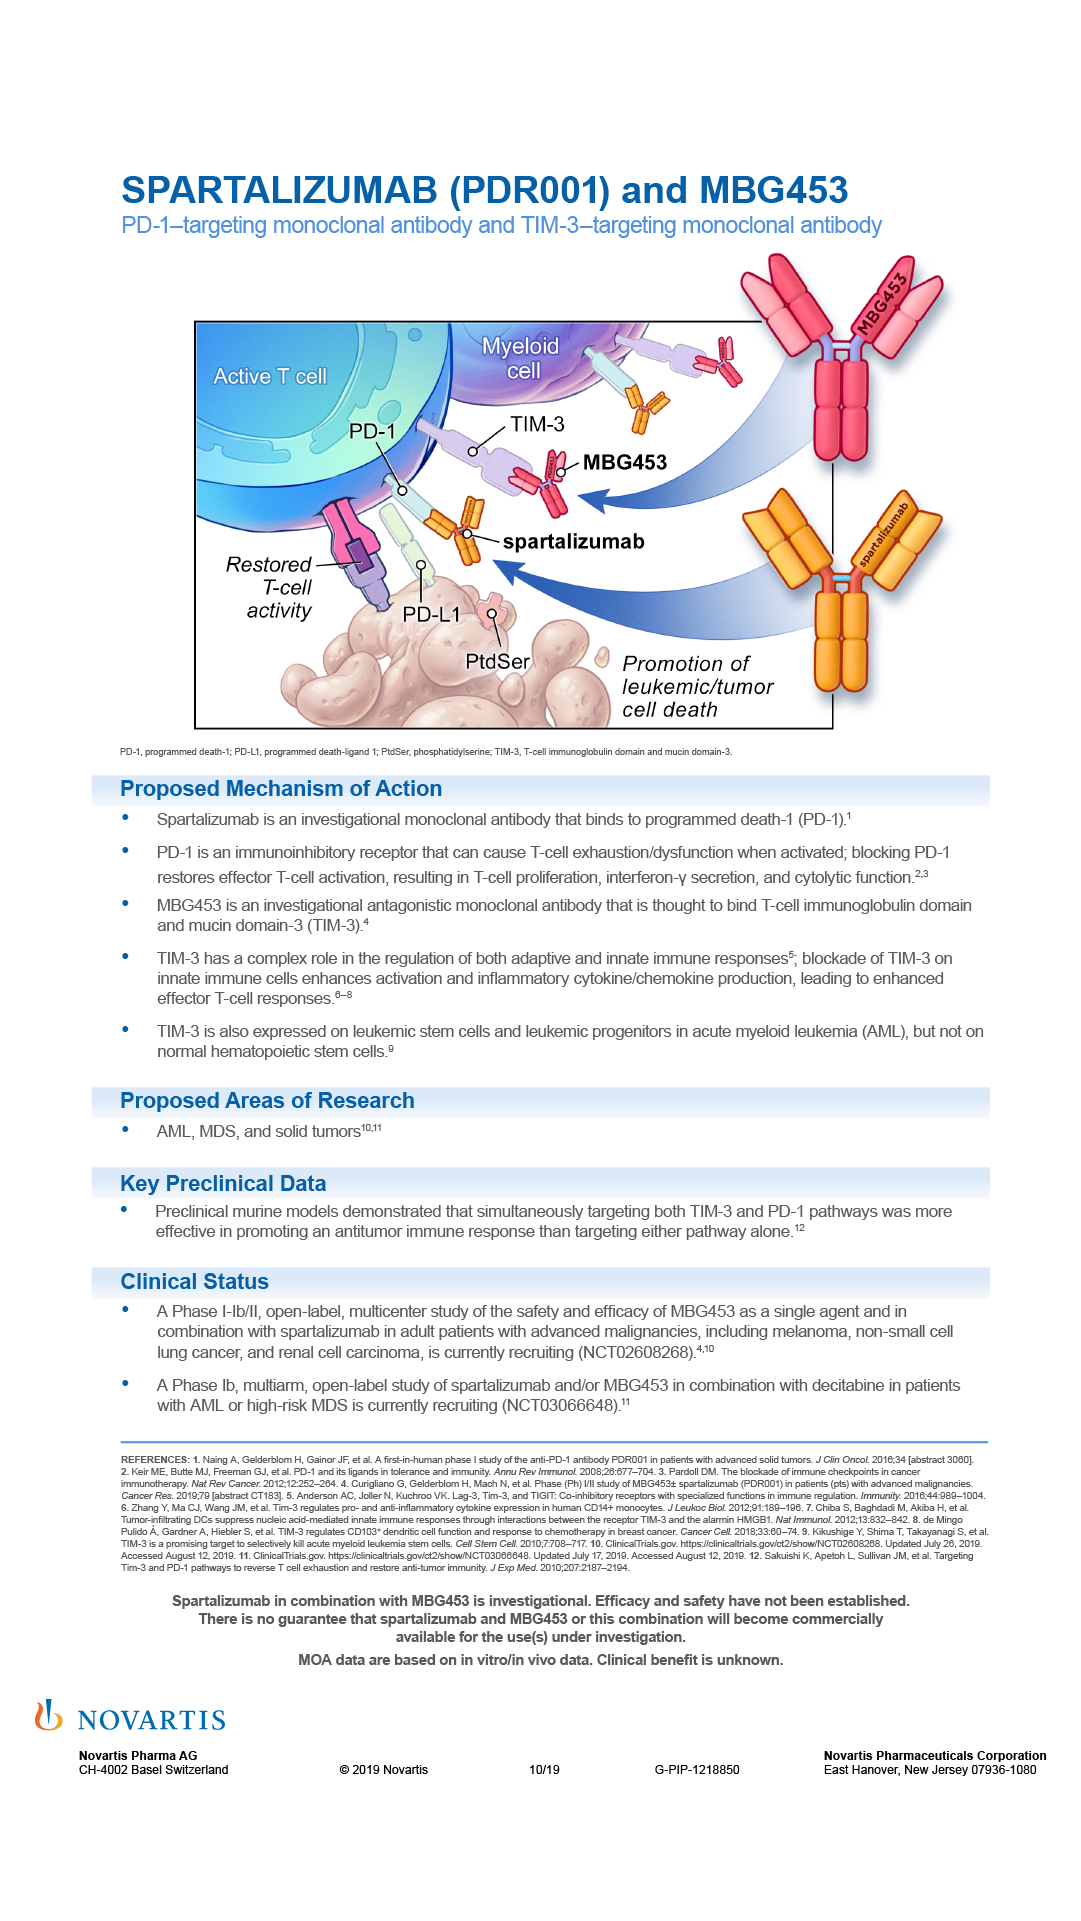 SPARTALIZUMAB (PDR001) and MBG453
PD-1–targeting monoclonal antibody and TIM-3–targeting monoclonal antibody
MBG453
Active T cell
Myeloid
cell
PD-1
TIM-3
MBG453
MBG453
spartalizumab
spartalizumab
Restored
T-cell
activity
PD-L1
PtdSer
Promotion of
leukemic/tumor
cell death
PD-1, programmed death-1; PD-L1, programmed death-ligand 1; PtdSer, phosphatidylserine; TIM-3, T-cell immunoglobulin domain and mucin domain-3.
Proposed Mechanism of Action
• Spartalizumab is an investigational monoclonal antibody that binds to programmed death-1 (PD-1).1
• PD-1 is an immunoinhibitory receptor that can cause T-cell exhaustion/dysfunction when activated; blocking PD-1
restores effector T-cell activation, resulting in T-cell proliferation, interferon-γ secretion, and cytolytic function.2,3
• MBG453 is an investigational antagonistic monoclonal antibody that is thought to bind T-cell immunoglobulin domain
and mucin domain-3 (TIM-3).4
• TIM-3 has a complex role in the regulation of both adaptive and innate immune responses5; blockade of TIM-3 on
innate immune cells enhances activation and inflammatory cytokine/chemokine production, leading to enhanced
effector T-cell responses.6–8
• TIM-3 is also expressed on leukemic stem cells and leukemic progenitors in acute myeloid leukemia (AML), but not on
normal hematopoietic stem cells.9
Proposed Areas of Research
• AML, MDS, and solid tumors10,11
Key Preclinical Data
• Preclinical murine models demonstrated that simultaneously targeting both TIM-3 and PD-1 pathways was more
effective in promoting an antitumor immune response than targeting either pathway alone.12
Clinical Status
• A Phase I-Ib/II, open-label, multicenter study of the safety and efficacy of MBG453 as a single agent and in
combination with spartalizumab in adult patients with advanced malignancies, including melanoma, non-small cell
lung cancer, and renal cell carcinoma, is currently recruiting (NCT02608268).4,10
• A Phase Ib, multiarm, open-label study of spartalizumab and/or MBG453 in combination with decitabine in patients
with AML or high-risk MDS is currently recruiting (NCT03066648).11
REFERENCES: 1. Naing A, Gelderblom H, Gainor JF, et al. A first-in-human phase I study of the anti-PD-1 antibody PDR001 in patients with advanced solid tumors. J Clin Oncol. 2016;34 [abstract 3060].
2. Keir ME, Butte MJ, Freeman GJ, et al. PD-1 and its ligands in tolerance and immunity. Annu Rev Immunol. 2008;26:677–704. 3. Pardoll DM. The blockade of immune checkpoints in cancer
immunotherapy. Nat Rev Cancer. 2012;12:252–264. 4. Curigliano G, Gelderblom H, Mach N, et al. Phase (Ph) I/II study of MBG453± spartalizumab (PDR001) in patients (pts) with advanced malignancies.
Cancer Res. 2019;79 [abstract CT183]. 5. Anderson AC, Joller N, Kuchroo VK. Lag-3, Tim-3, and TIGIT: Co-inhibitory receptors with specialized functions in immune regulation. Immunity. 2016;44:989–1004.
6. Zhang Y, Ma CJ, Wang JM, et al. Tim-3 regulates pro- and anti-inflammatory cytokine expression in human CD14+ monocytes. J Leukoc Biol. 2012;91:189–196. 7. Chiba S, Baghdadi M, Akiba H, et al.
Tumor-infiltrating DCs suppress nucleic acid-mediated innate immune responses through interactions between the receptor TIM-3 and the alarmin HMGB1. Nat Immunol. 2012;13:832–842. 8. de Mingo
Pulido Á, Gardner A, Hiebler S, et al. TIM-3 regulates CD103+ dendritic cell function and response to chemotherapy in breast cancer. Cancer Cell. 2018;33:60–74. 9. Kikushige Y, Shima T, Takayanagi S, et al.
TIM-3 is a promising target to selectively kill acute myeloid leukemia stem cells. Cell Stem Cell. 2010;7:708–717. 10. ClinicalTrials.gov. https://clinicaltrials.gov/ct2/show/NCT02608268. Updated July 26, 2019.
Accessed August 12, 2019. 11. ClinicalTrials.gov. https://clinicaltrials.gov/ct2/show/NCT03066648. Updated July 17, 2019. Accessed August 12, 2019. 12. Sakuishi K, Apetoh L, Sullivan JM, et al. Targeting
Tim-3 and PD-1 pathways to reverse T cell exhaustion and restore anti-tumor immunity. J Exp Med. 2010;207:2187–2194.
Spartalizumab in combination with MBG453 is investigational. Efficacy and safety have not been established.
There is no guarantee that spartalizumab and MBG453 or this combination will become commercially
available for the use(s) under investigation.
MOA data are based on in vitro/in vivo data. Clinical benefit is unknown.
NOVARTIS
Novartis Pharma AG
CH-4002 Basel Switzerland
© 2019 Novartis
10/19
G-PIP-1218850
Novartis Pharmaceuticals Corporation
East Hanover, New Jersey 07936-1080